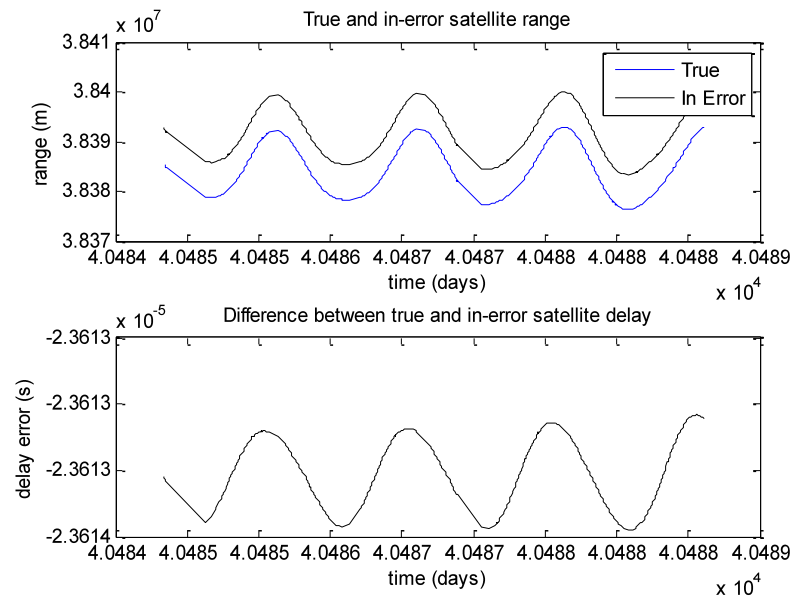 x 10^7
True and in-error satellite range
3.841
3.84
3.839
3.838
3.837
range (m)
True
In Error
4.0484 4.0485 4.0485 4.0486 4.0487 4.0487 4.0488 4.0488 4.0488 4.0489
time (days)
x 10^4
x 10^-5
Difference between true and in-error satellite delay
-2.3613
-2.3613
-2.3613
-2.3614
delay error (s)
4.0484 4.0485 4.0485 4.0486 4.0487 4.0487 4.0488 4.0488 4.0488 4.0489
time (days)
x 10^4